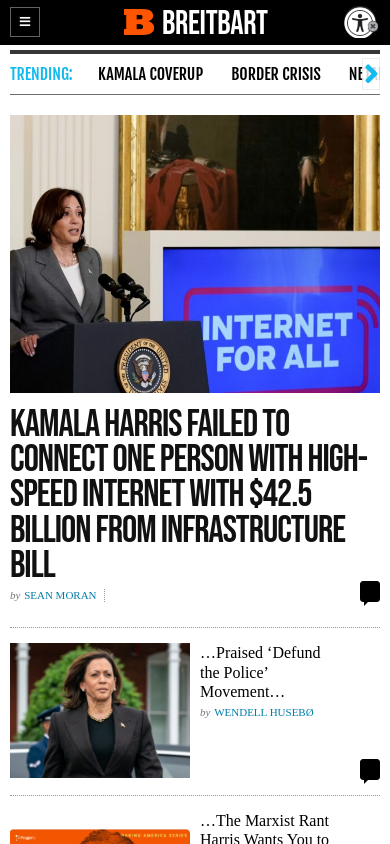 BREITBART
TRENDING:
KAMALA COVERUP
BORDER CRISIS
INTERNET
FOR ALL
KAMALA HARRIS FAILED TO
CONNECT ONE PERSON WITH HIGH-
SPEED INTERNET WITH $42.5
BILLION FROM INFRASTRUCTURE
BILL
by SEAN MORAN
…Praised ‘Defund
the Police’
Movement…
by WENDELL HUSEBØ
…The Marxist Rant
Harris Wants You to